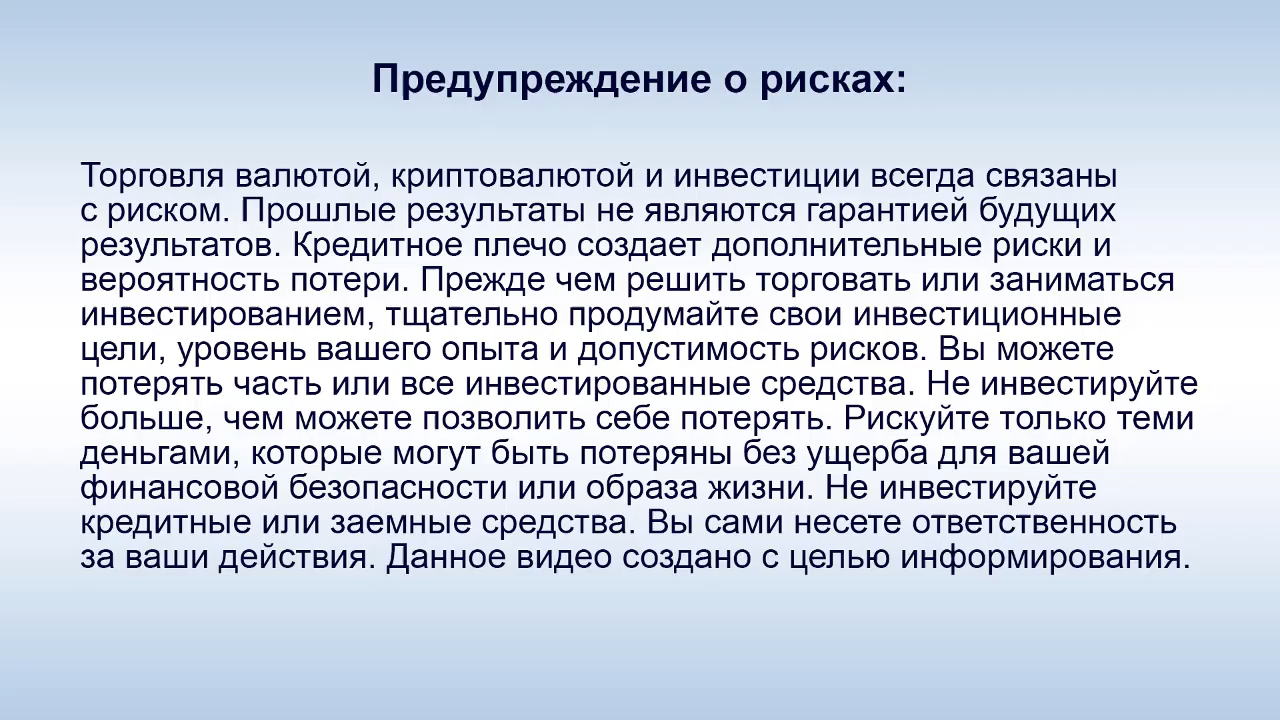 Предупреждение о рисках:
Торговля валютой, криптовалютой и инвестиции всегда связаны
с риском. Прошлые результаты не являются гарантией будущих
результатов. Кредитное плечо создает дополнительные риски и
вероятность потери. Прежде чем решить торговать или заниматься
инвестированием, тщательно продумайте свои инвестиционные
цели, уровень вашего опыта и допустимость рисков. Вы можете
потерять часть или все инвестированные средства. Не инвестируйте
больше, чем можете позволить себе потерять. Рискуйте только теми
деньгами, которые могут быть потеряны без ущерба для вашей
финансовой безопасности или образа жизни. Не инвестируйте
кредитные или заемные средства. Вы сами несете ответственность
за ваши действия. Данное видео создано с целью информирования.